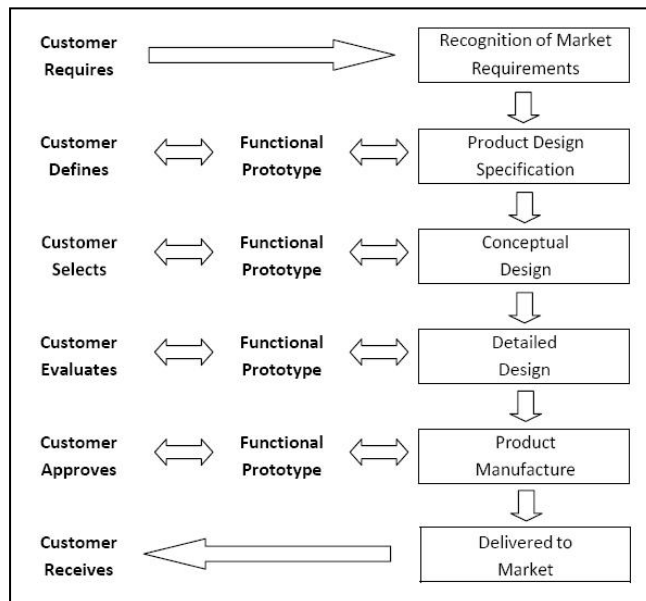 Customer
Requires
Recognition of Market
Requirements
Customer
Defines
Functional
Prototype
Product Design
Specification
Customer
Selects
Functional
Prototype
Conceptual
Design
Customer
Evaluates
Functional
Prototype
Detailed
Design
Customer
Approves
Functional
Prototype
Product
Manufacture
Customer
Receives
Delivered to
Market